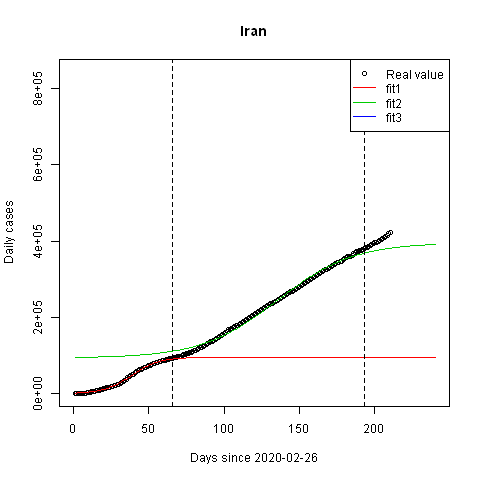 Iran
Real value
fit1
fit2
fit3
8e+05
6e+05
4e+05
2e+05
0e+00
Daily cases
0 50 100 150 200
Days since 2020-02-26